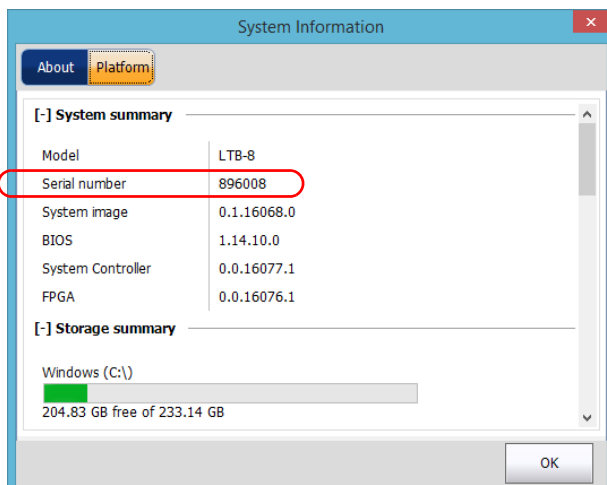 System Information
About Platform
[-] System summary
Model LTB-8
Serial number 896008
System image 0.1.16068.0
BIOS 1.14.10.0
System Controller 0.0.16077.1
FPGA 0.0.16076.1
[-] Storage summary
Windows (C:\)
204.83 GB free of 233.14 GB
OK